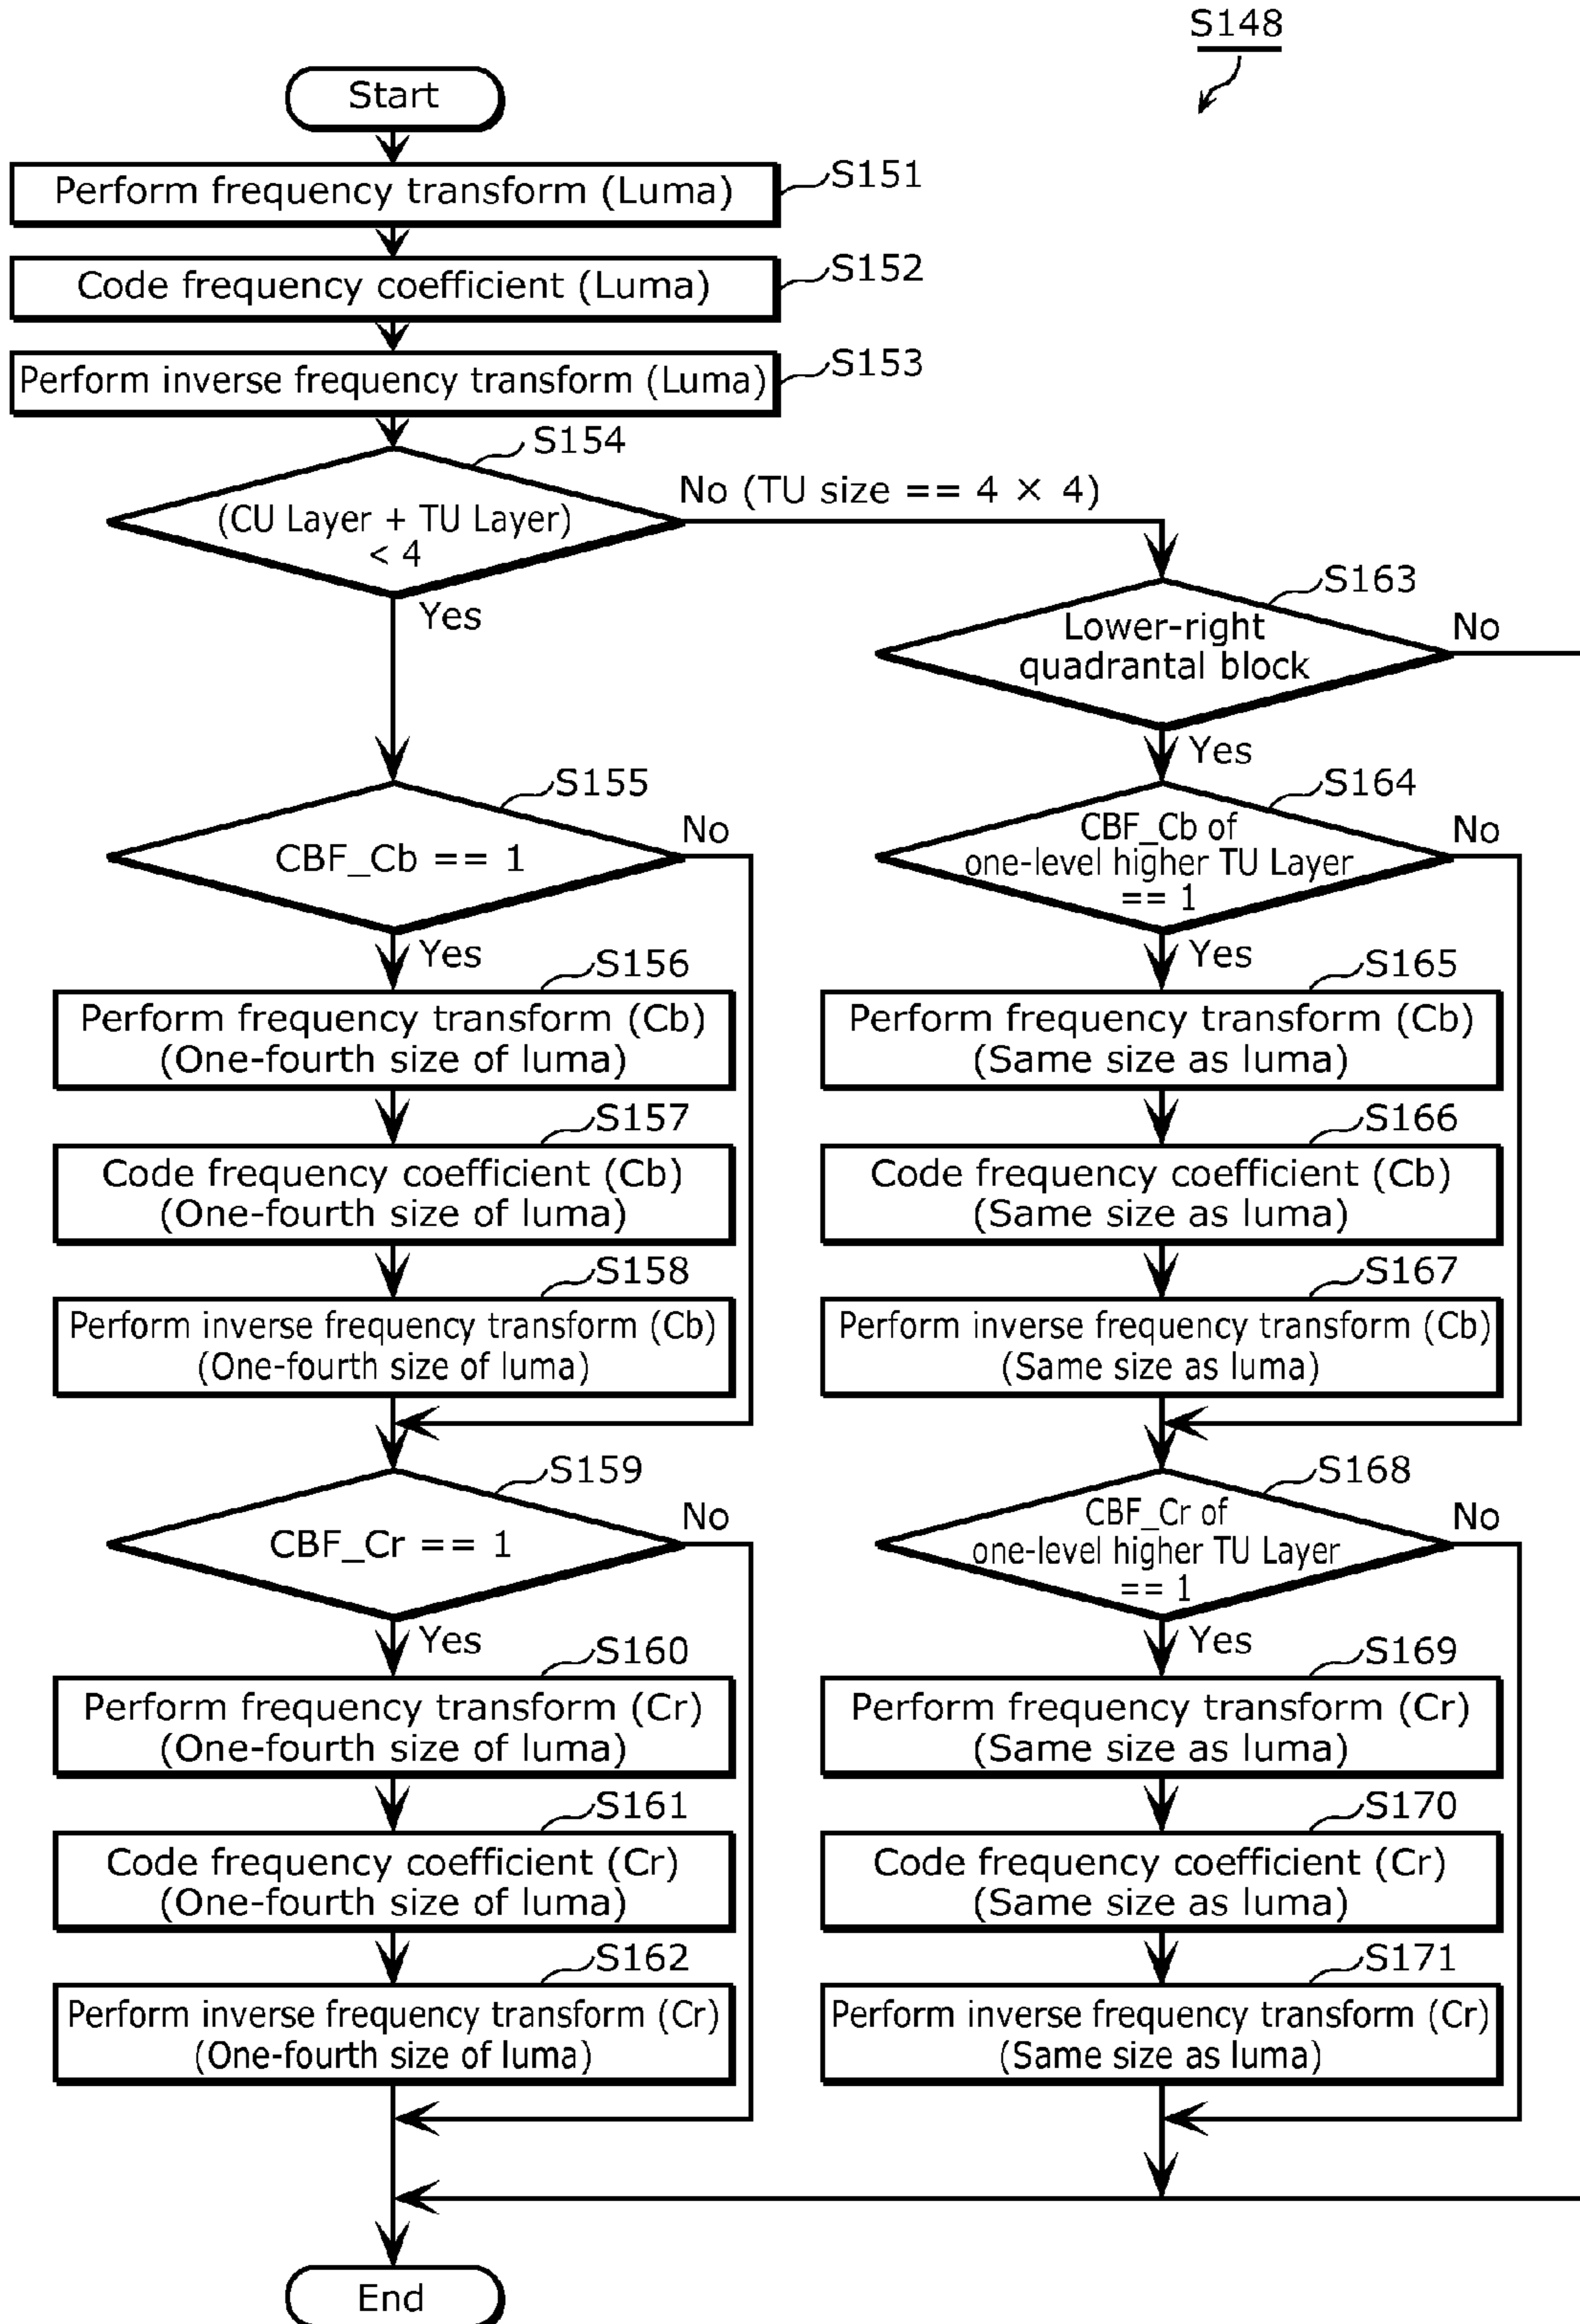 S148
Start
Perform frequency transform (Luma)
S151
Code frequency coefficient (Luma)
S152
Perform inverse frequency transform (Luma)
S153
S154
(CU Layer + TU Layer)
< 4
No (TU size == 4 × 4)
Yes
S155
CBF_Cb == 1
No
Yes
S156
Perform frequency transform (Cb)
(One-fourth size of luma)
S157
Code frequency coefficient (Cb)
(One-fourth size of luma)
S158
Perform inverse frequency transform (Cb)
(One-fourth size of luma)
S159
CBF_Cr == 1
No
Yes
S160
Perform frequency transform (Cr)
(One-fourth size of luma)
S161
Code frequency coefficient (Cr)
(One-fourth size of luma)
S162
Perform inverse frequency transform (Cr)
(One-fourth size of luma)
S163
Lower-right
quadrantal block
No
Yes
S164
CBF_Cb of
one-level higher TU Layer
== 1
No
Yes
S165
Perform frequency transform (Cb)
(Same size as luma)
S166
Code frequency coefficient (Cb)
(Same size as luma)
S167
Perform inverse frequency transform (Cb)
(Same size as luma)
S168
CBF_Cr of
one-level higher TU Layer
== 1
No
Yes
S169
Perform frequency transform (Cr)
(Same size as luma)
S170
Code frequency coefficient (Cr)
(Same size as luma)
S171
Perform inverse frequency transform (Cr)
(Same size as luma)
End